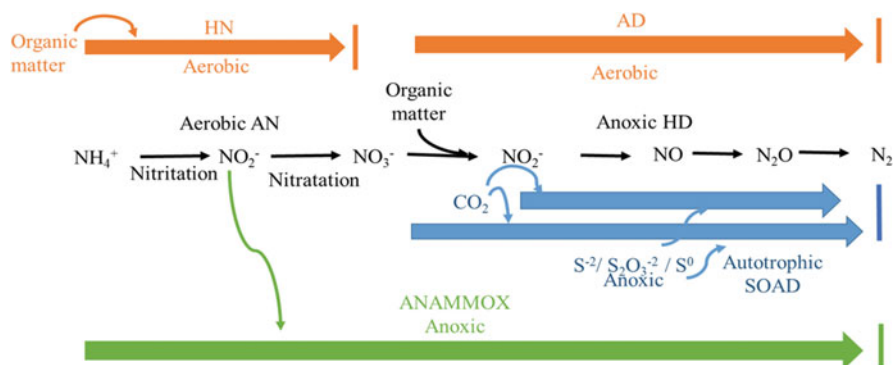 HN
AD
Organic
matter
Aerobic
Aerobic
Organic
matter
Aerobic AN
Anoxic HD
NH₄⁺ NO₂⁻ NO₃⁻ NO₂⁻ NO N₂O N₂
Nitritation Nitratation
CO₂
S⁻²/ S₂O₃⁻² / S⁰
Anoxic
Autotrophic
SOAD
ANAMMOX
Anoxic